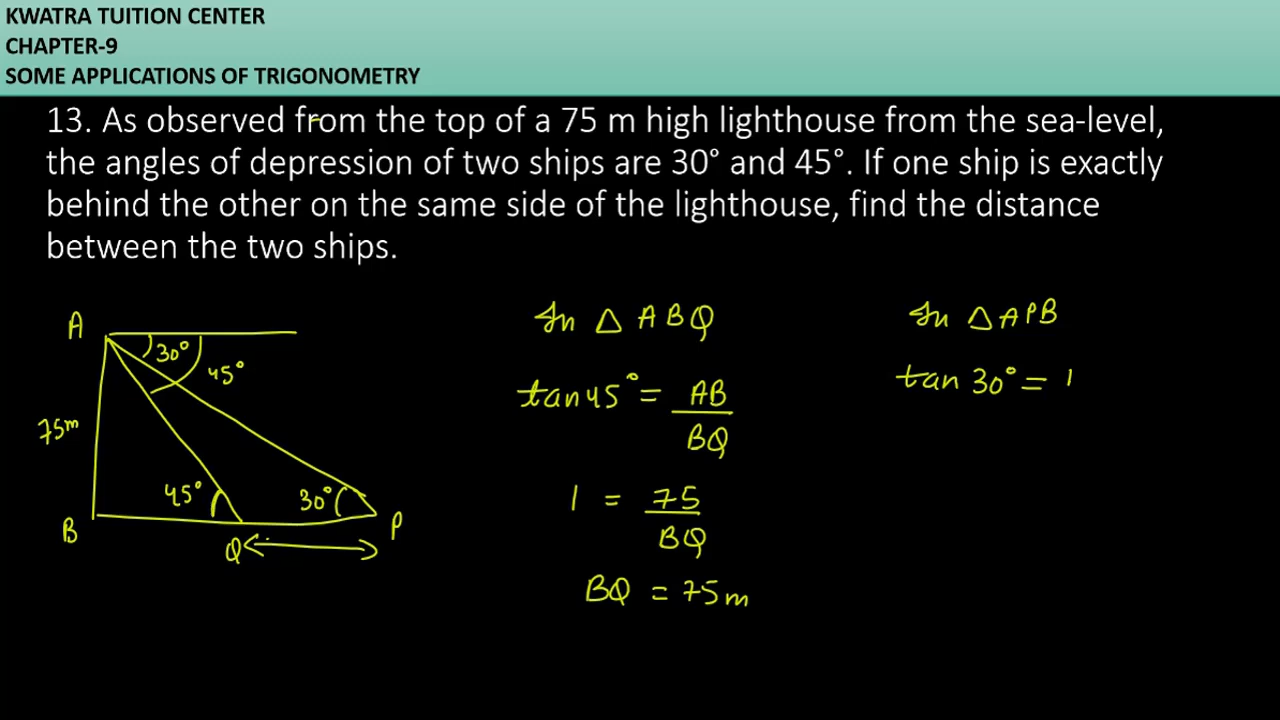 KWATRA TUITION CENTER
CHAPTER-9
SOME APPLICATIONS OF TRIGONOMETRY
13. As observed from the top of a 75 m high lighthouse from the sea-level,
the angles of depression of two ships are 30° and 45°. If one ship is exactly
behind the other on the same side of the lighthouse, find the distance
between the two ships.
A
30°
45°
75m
45°
30°
B
Q
P
In △ ABQ
tan 45° = AB
BQ
1 = 75
BQ
BQ = 75m
In △ APB
tan 30° =